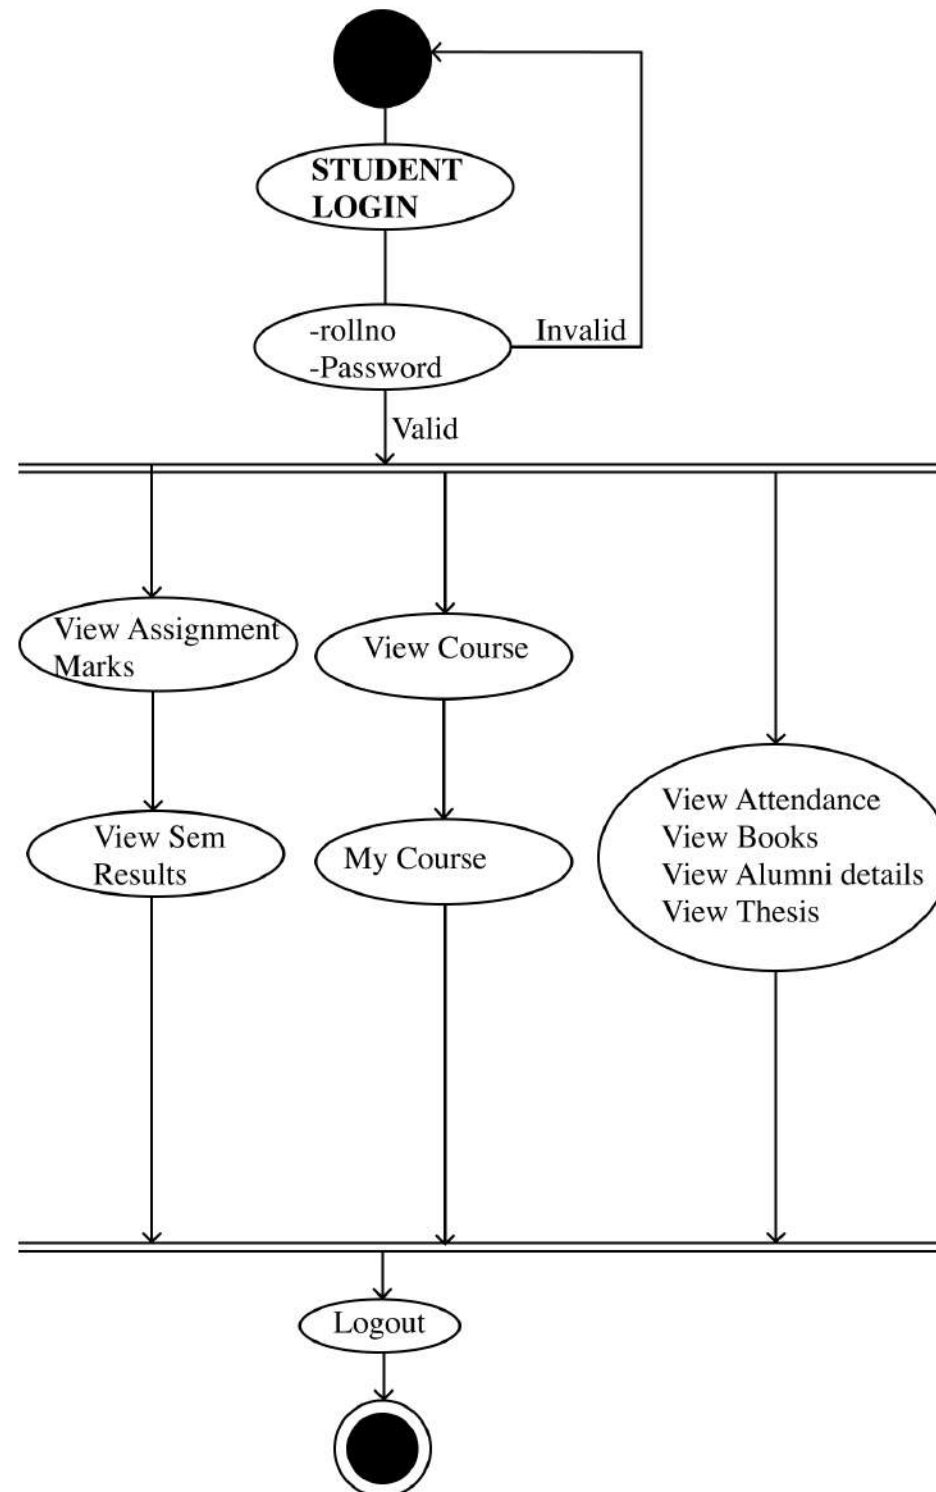 STUDENT
LOGIN
-rollno
-Password
Invalid
Valid
View Assignment
Marks
View Course
View Sem
Results
My Course
View Attendance
View Books
View Alumni details
View Thesis
Logout